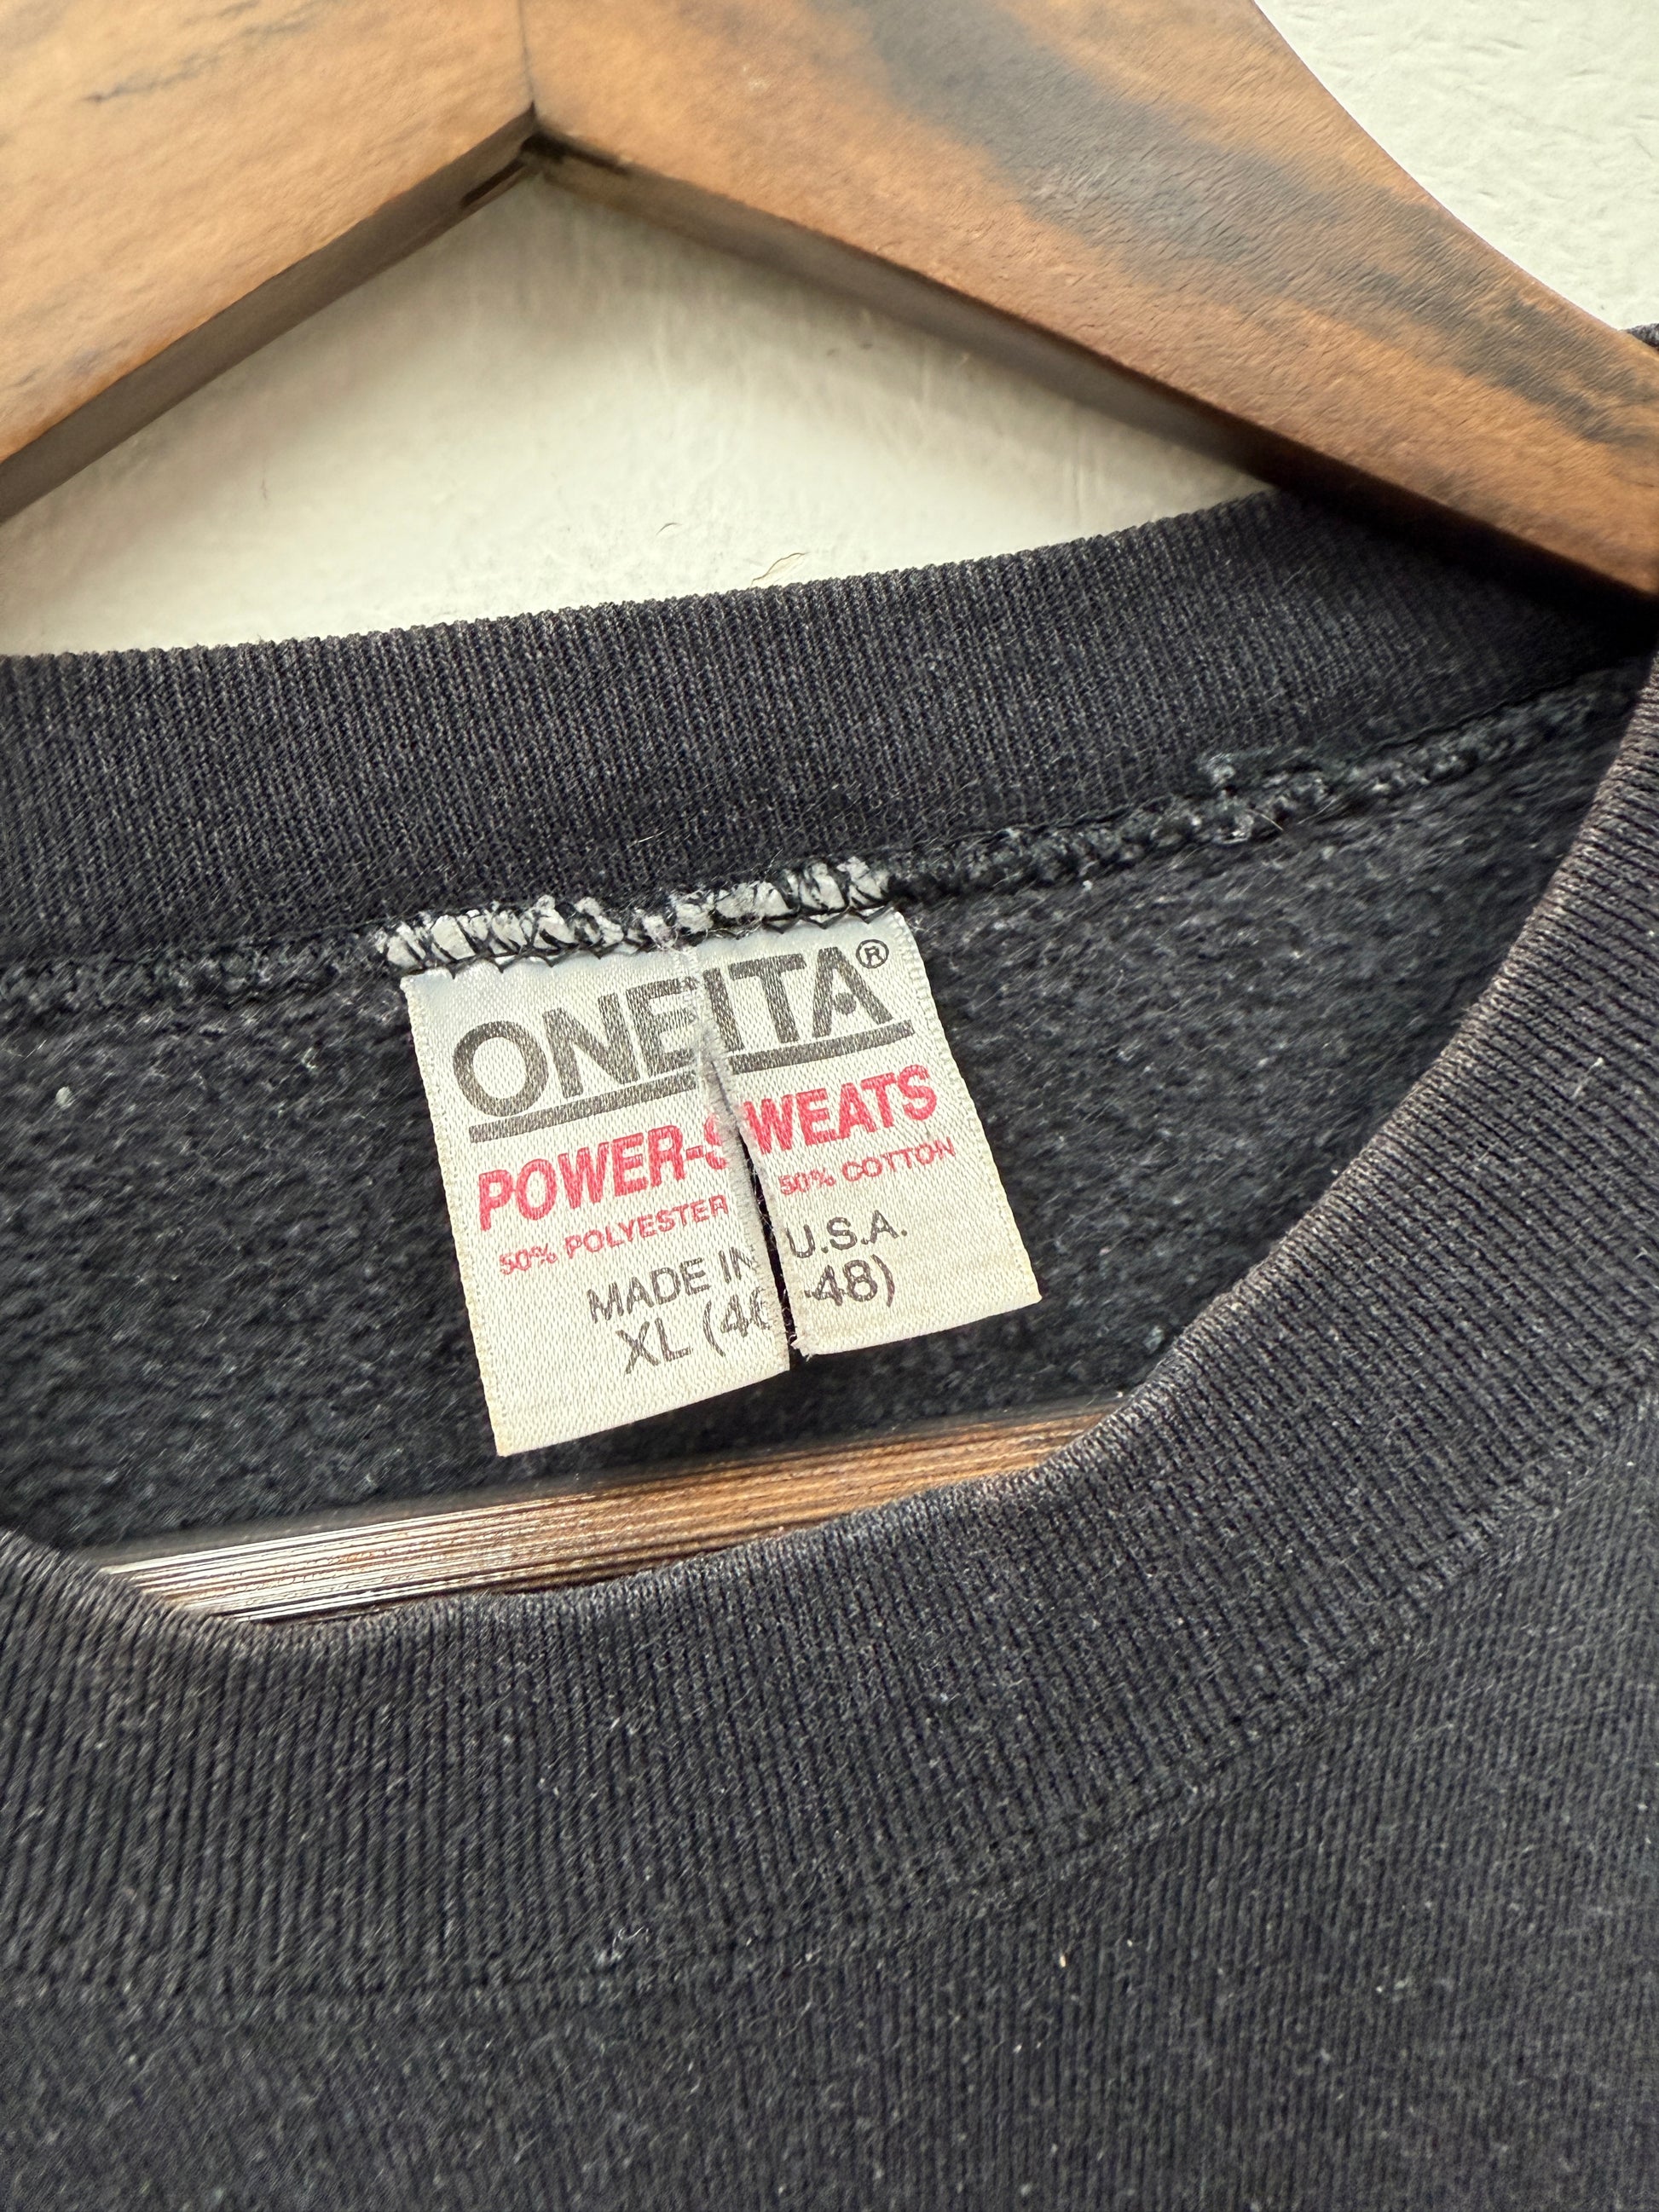 ONEITA®
POWER-SWEATS
50% POLYESTER 50% COTTON
MADE IN U.S.A.
XL (46-48)